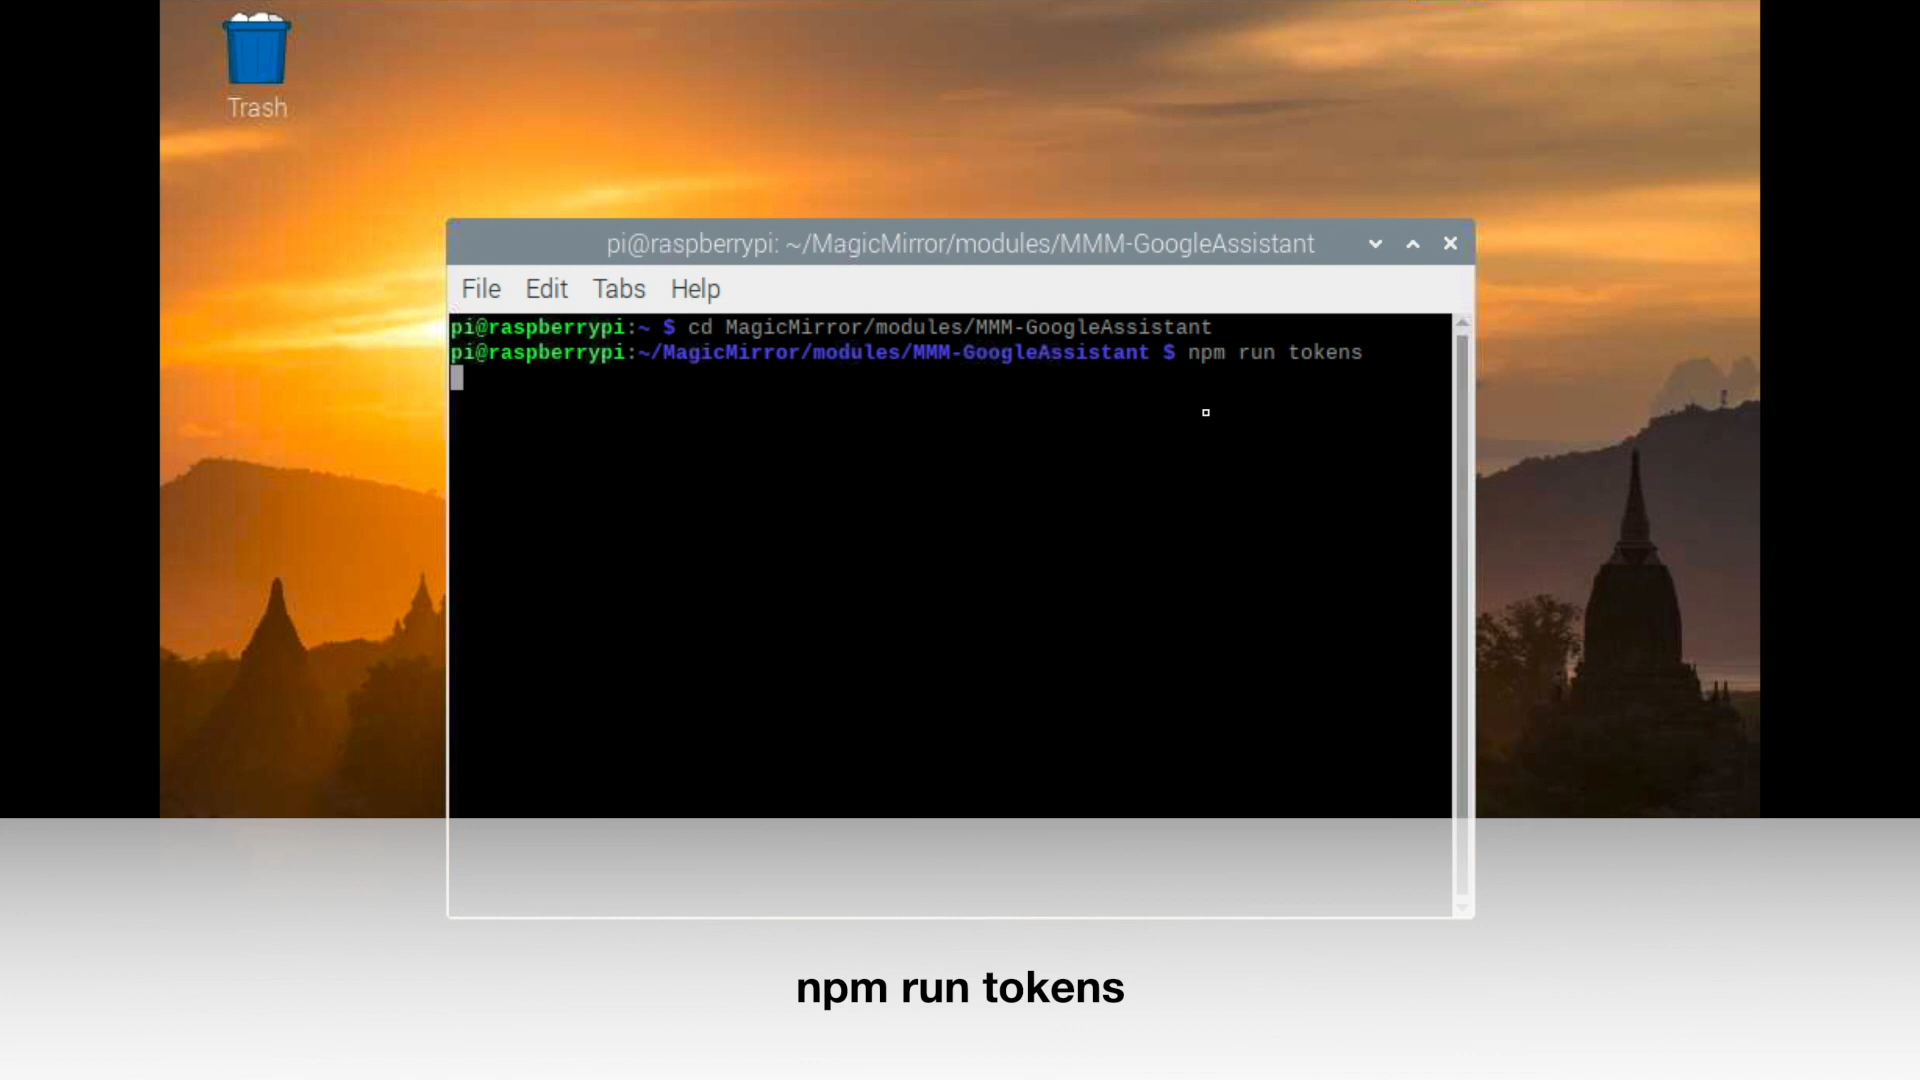 Trash
pi@raspberrypi: ~/MagicMirror/modules/MMM-GoogleAssistant
File Edit Tabs Help
pi@raspberrypi:~ $ cd MagicMirror/modules/MMM-GoogleAssistant
pi@raspberrypi:~/MagicMirror/modules/MMM-GoogleAssistant $ npm run tokens
npm run tokens